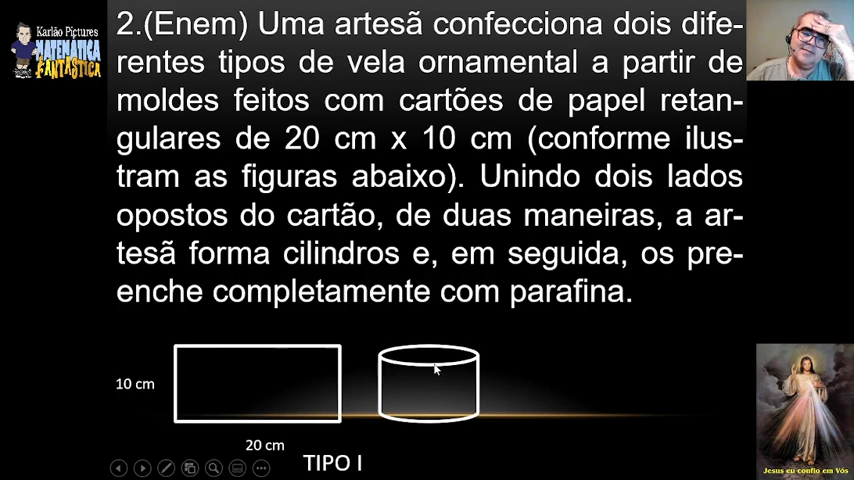 Karlão Pictures
MATEMÁTICA
FANTÁSTICA
2.(Enem) Uma artesã confecciona dois dife-
rentes tipos de vela ornamental a partir de
moldes feitos com cartões de papel retan-
gulares de 20 cm x 10 cm (conforme ilus-
tram as figuras abaixo). Unindo dois lados
opostos do cartão, de duas maneiras, a ar-
tesã forma cilindros e, em seguida, os pre-
enche completamente com parafina.
10 cm
20 cm
TIPO I
Jesus eu confio em Vós